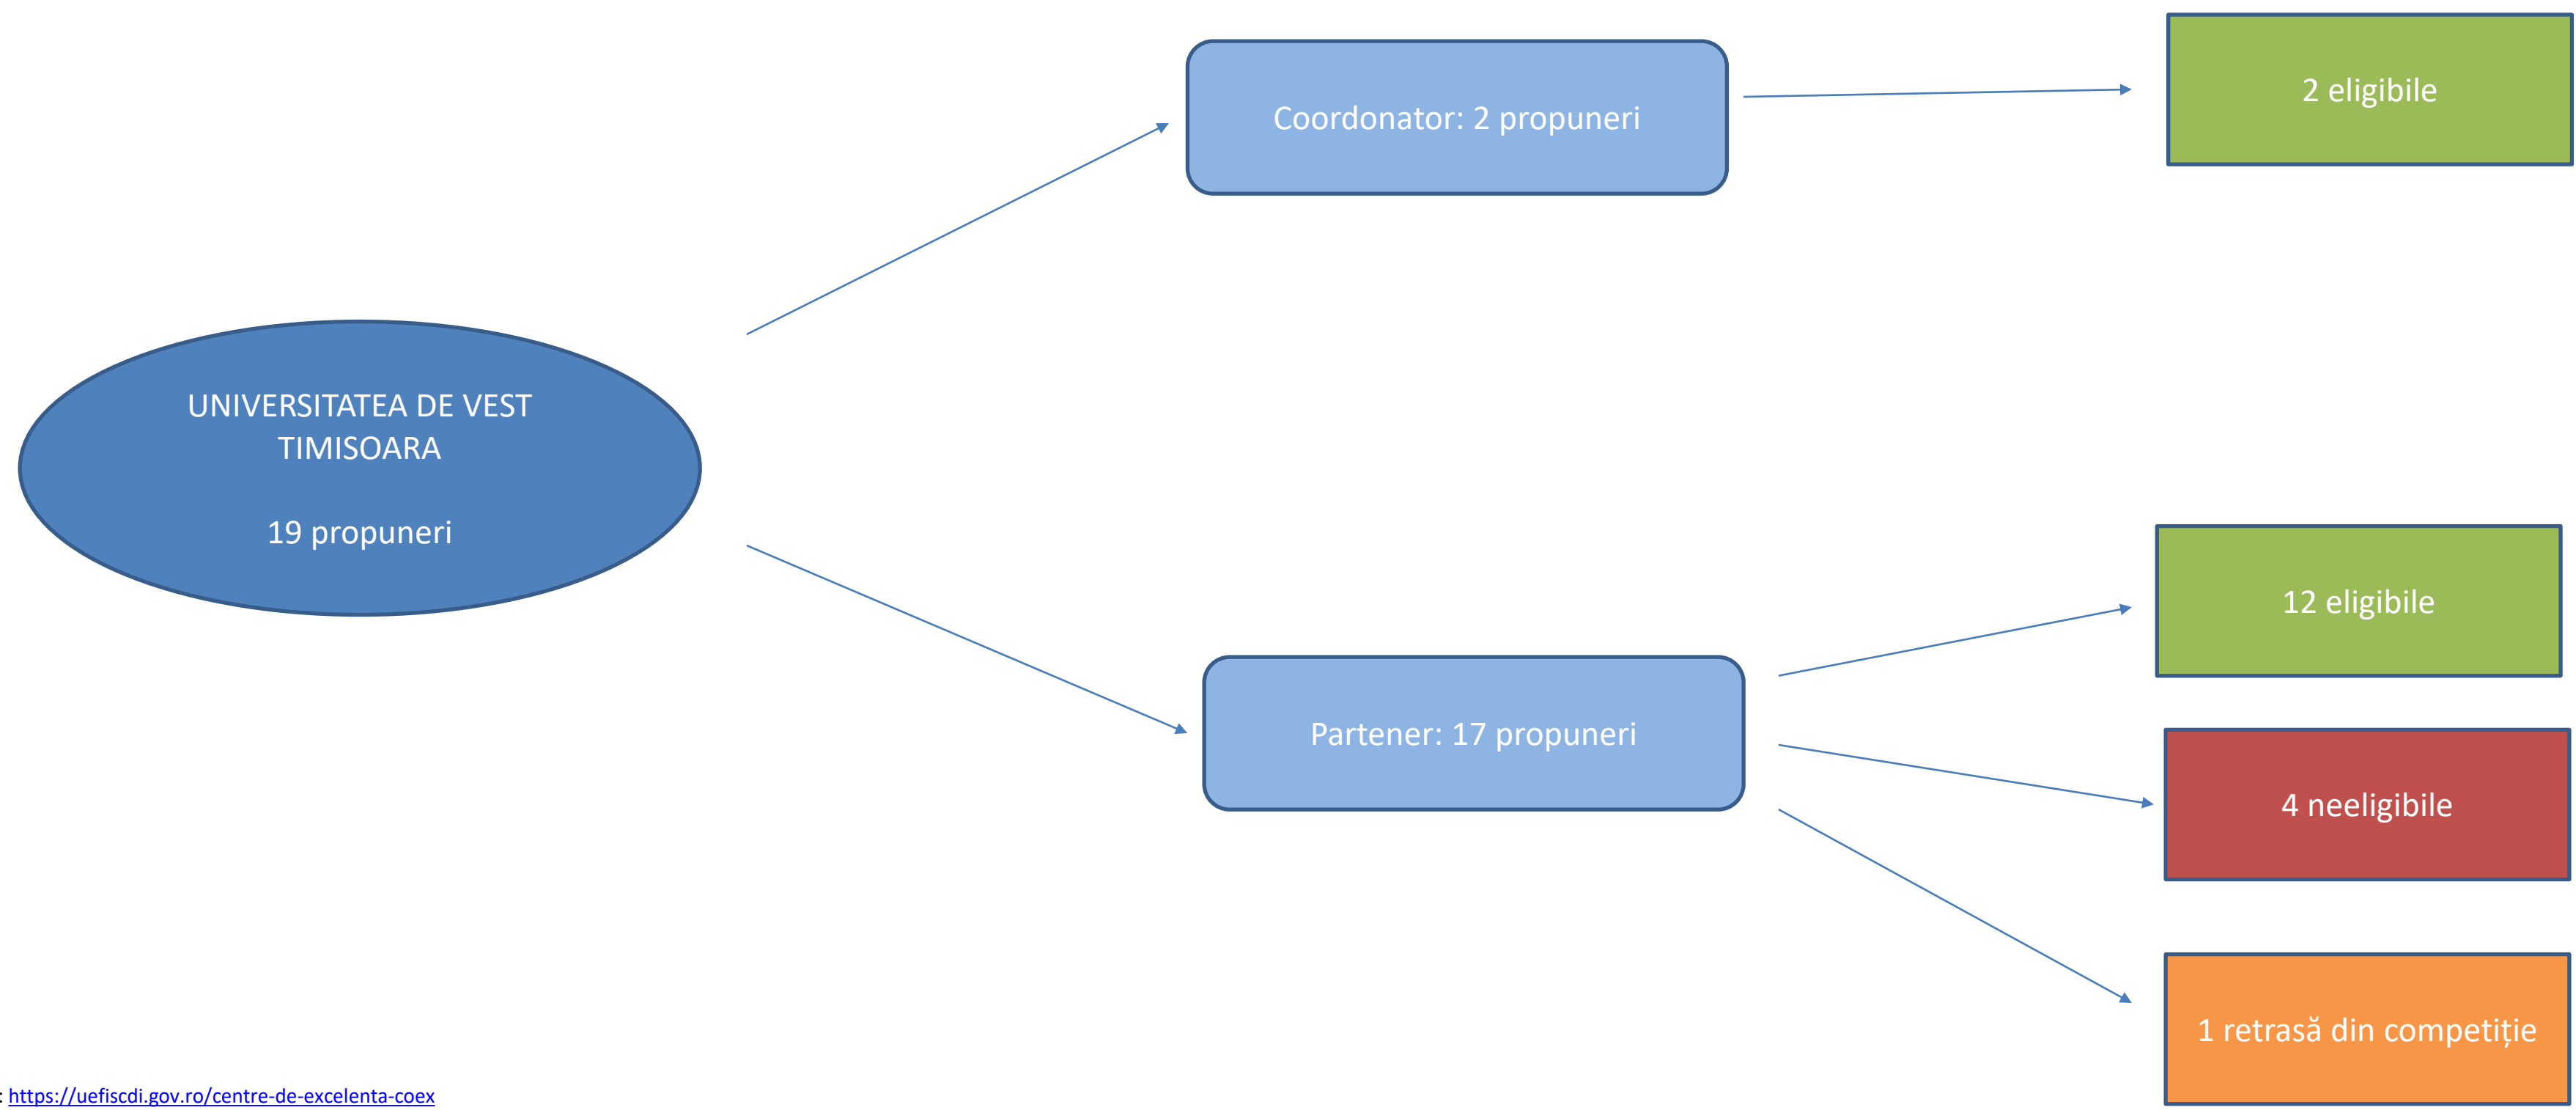 Coordonator: 2 propuneri
2 eligibile
UNIVERSITATEA DE VEST
TIMISOARA
19 propuneri
12 eligibile
Partener: 17 propuneri
4 neeligibile
1 retrasă din competiție
: https://uefiscdi.gov.ro/centre-de-excelenta-coex